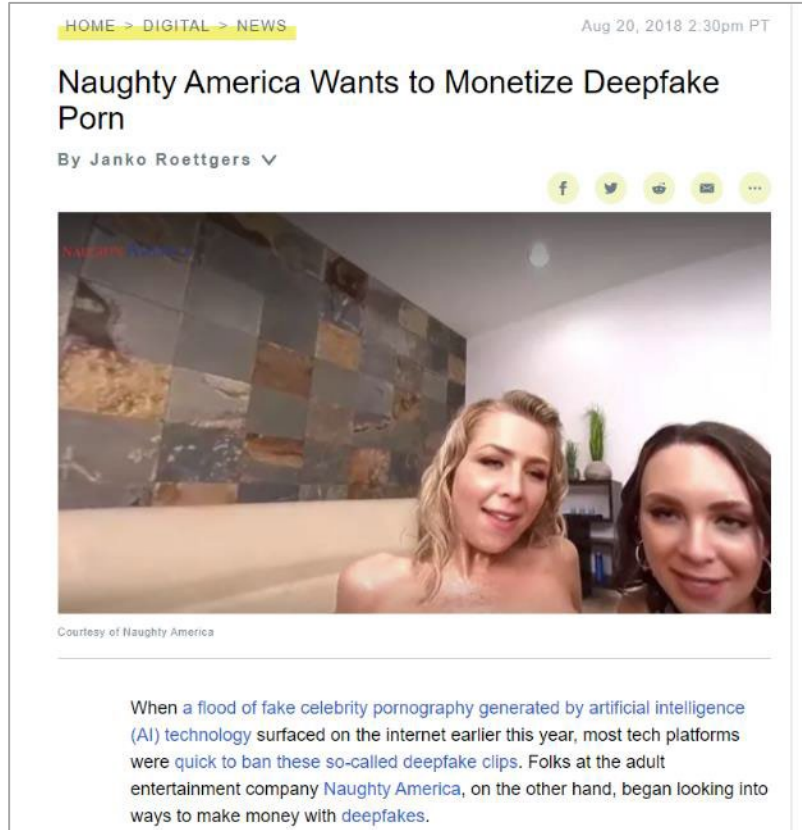 HOME > DIGITAL > NEWS
Aug 20, 2018 2:30pm PT
Naughty America Wants to Monetize Deepfake
Porn
By Janko Roettgers
NAUGHTY AMERICA
Courtesy of Naughty America
When a flood of fake celebrity pornography generated by artificial intelligence
(AI) technology surfaced on the internet earlier this year, most tech platforms
were quick to ban these so-called deepfake clips. Folks at the adult
entertainment company Naughty America, on the other hand, began looking into
ways to make money with deepfakes.